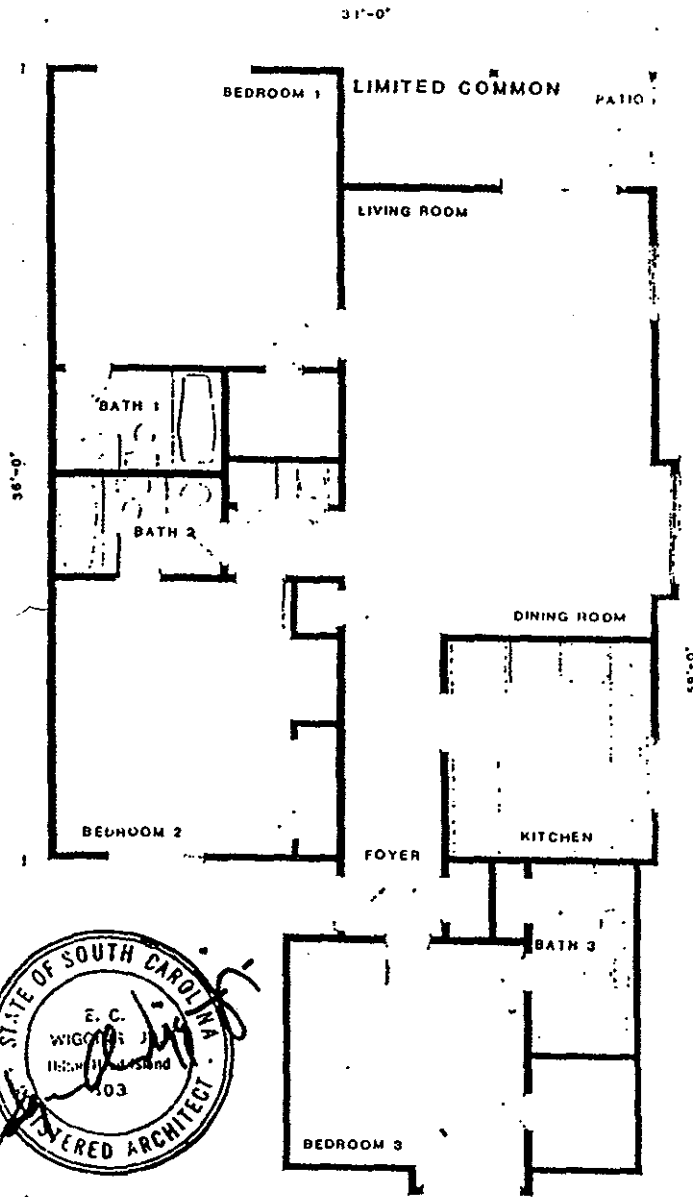 31'-0"
BEDROOM 1
LIMITED COMMON
PATIO
LIVING ROOM
BATH 1
36'-0"
BATH 2
DINING ROOM
BEDROOM 2
FOYER
KITCHEN
BATH 3
BEDROOM 3
STATE OF SOUTH CAROLINA
E. C.
Island
REGISTERED ARCHITECT